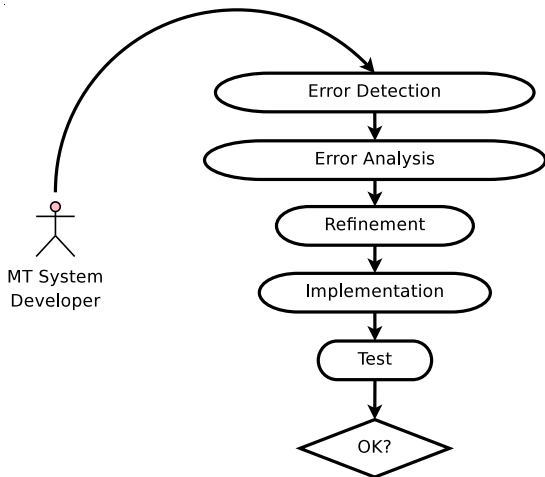 Error Detection
Error Analysis
Refinement
MT System
Developer
Implementation
Test
OK?